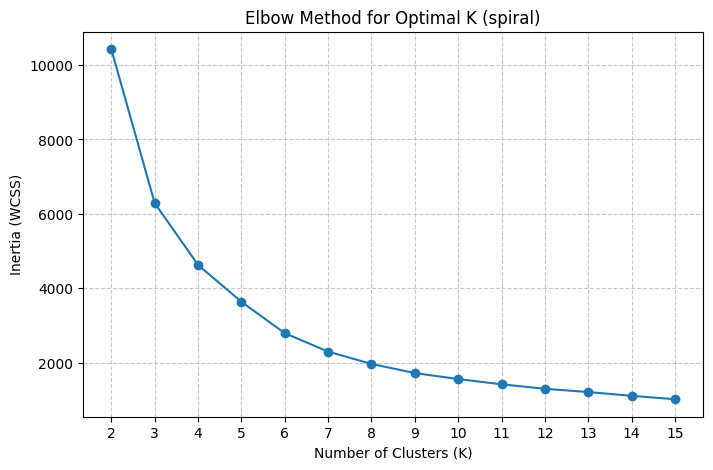 Elbow Method for Optimal K (spiral)
Inertia (WCSS)
10000
8000
6000
4000
2000
2 3 4 5 6 7 8 9 10 11 12 13 14 15
Number of Clusters (K)